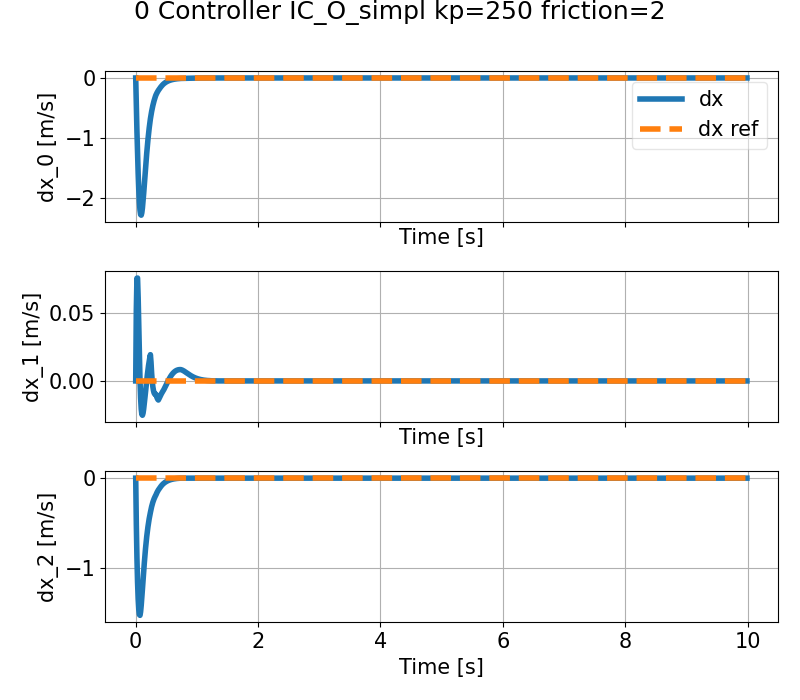 0 Controller IC_O_simpl kp=250 friction=2
0
−1
−2
dx_0 [m/s]
dx
dx ref
Time [s]
0.05
0.00
dx_1 [m/s]
Time [s]
0
−1
dx_2 [m/s]
0 2 4 6 8 10
Time [s]